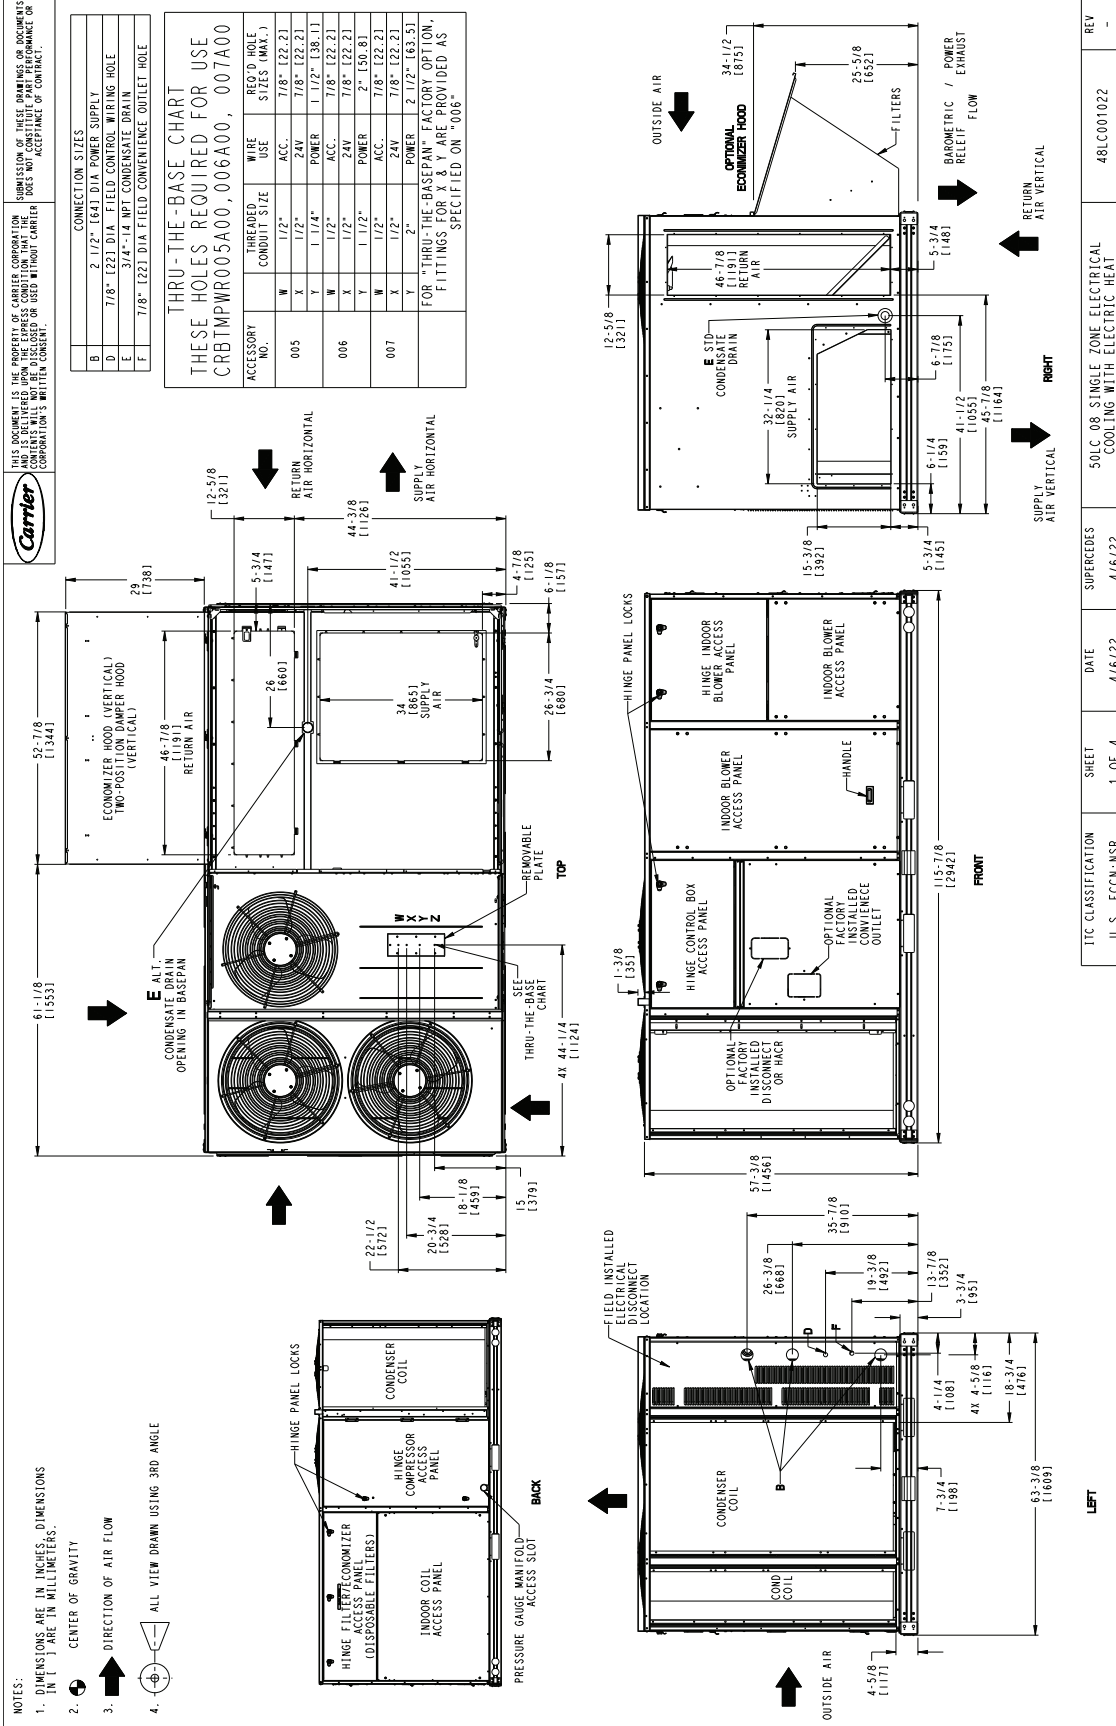 NOTES:
1. DIMENSIONS ARE IN INCHES, DIMENSIONS
IN [ ] ARE IN MILLIMETERS.
2. CENTER OF GRAVITY
3. DIRECTION OF AIR FLOW
4. ALL VIEW DRAWN USING 3RD ANGLE
Carrier
THIS DOCUMENT IS THE PROPERTY OF CARRIER CORPORATION
AND IS DELIVERED UPON THE EXPRESS CONDITION THAT THE
CONTENTS WILL NOT BE DISCLOSED OR USED WITHOUT CARRIER
CORPORATION'S WRITTEN CONSENT.
SUBMISSION OF THESE DRAWINGS OR DOCUMENTS
DOES NOT CONSTITUTE PART PERFORMANCE OR
ACCEPTANCE OF CONTRACT.
CONNECTION SIZES
B 2 1/2" [64] DIA POWER SUPPLY
D 7/8" [22] DIA FIELD CONTROL WIRING HOLE
E 3/4"-14 NPT CONDENSATE DRAIN
F 7/8" [22] DIA FIELD CONVENIENCE OUTLET HOLE
THRU-THE-BASE CHART
THESE HOLES REQUIRED FOR USE
CRBTMPWR005A00,006A00, 007A00
ACCESSORY NO. THREADED CONDUIT SIZE WIRE USE REQ'D HOLE SIZES (MAX.)
005 W 1/2" ACC. 7/8" [22.2]
X 1/2" 24V 7/8" [22.2]
Y 1 1/4" POWER 1 1/2" [38.1]
006 W 1/2" ACC. 7/8" [22.2]
X 1/2" 24V 7/8" [22.2]
Y 1 1/2" POWER 2" [50.8]
007 W 1/2" ACC. 7/8" [22.2]
X 1/2" 24V 7/8" [22.2]
Y 2" POWER 2 1/2" [63.5]
FOR "THRU-THE-BASEPAN" FACTORY OPTION,
FITTINGS FOR X & Y ARE PROVIDED AS
SPECIFIED ON "006"
HINGE PANEL LOCKS
HINGE FILTER/ECONOMIZER
ACCESS PANEL
(DISPOSABLE FILTERS)
INDOOR COIL
ACCESS PANEL
HINGE
COMPRESSOR
ACCESS
PANEL
CONDENSER
COIL
PRESSURE GAUGE MANIFOLD
ACCESS SLOT
BACK
61-1/8
[1553]
52-7/8
[1344]
29
[738]
ECONOMIZER HOOD (VERTICAL)
TWO-POSITION DAMPER HOOD
(VERTICAL)
46-7/8
[1191]
RETURN AIR
E ALT.
CONDENSATE DRAIN
OPENING IN BASEPAN
26
[660]
5-3/4
[147]
12-5/8
[321]
RETURN
AIR HORIZONTAL
44-3/8
[1126]
SUPPLY
AIR HORIZONTAL
41-1/2
[1055]
34
[865]
SUPPLY
AIR
4-7/8
[125]
6-1/8
[157]
26-3/4
[680]
W
X
Y
Z
REMOVABLE
PLATE
SEE
THRU-THE-BASE
CHART
TOP
4X 44-1/4
[1124]
22-1/2
[572]
20-3/4
[528]
18-1/8
[459]
15
[379]
OUTSIDE AIR
4-5/8
[117]
COND
COIL
CONDENSER
COIL
FIELD INSTALLED
ELECTRICAL
DISCONNECT
LOCATION
B
D
F
26-3/8
[668]
35-7/8
[910]
19-3/8
[492]
13-7/8
[352]
3-3/4
[95]
4-1/4
[108]
4X 4-5/8
[116]
18-3/4
[476]
7-3/4
[198]
63-3/8
[1609]
LEFT
57-3/8
[1456]
1-3/8
[35]
HINGE PANEL LOCKS
HINGE CONTROL BOX
ACCESS PANEL
OPTIONAL
FACTORY
INSTALLED
DISCONNECT
OR HACR
OPTIONAL
FACTORY
INSTALLED
CONVIENECE
OUTLET
INDOOR BLOWER
ACCESS PANEL
HANDLE
HINGE INDOOR
BLOWER ACCESS
PANEL
INDOOR BLOWER
ACCESS PANEL
115-7/8
[2942]
FRONT
OUTSIDE AIR
34-1/2
[875]
25-5/8
[652]
OPTIONAL
ECONIMIZER HOOD
FILTERS
BAROMETRIC / POWER
RELEIF EXHAUST
FLOW
12-5/8
[321]
46-7/8
[1191]
RETURN
AIR
E STD
CONDENSATE
DRAIN
32-1/4
[820]
SUPPLY AIR
5-3/4
[148]
RETURN
AIR VERTICAL
6-7/8
[175]
15-3/8
[392]
5-3/4
[145]
6-1/4
[159]
41-1/2
[1055]
45-7/8
[1164]
SUPPLY
AIR VERTICAL
RIGHT
ITC CLASSIFICATION
SHEET
1 OF 4
DATE
4/6/22
SUPERCEDES
4/6/22
50LC 08 SINGLE ZONE ELECTRICAL
COOLING WITH ELECTRIC HEAT
48LC001022
REV
-